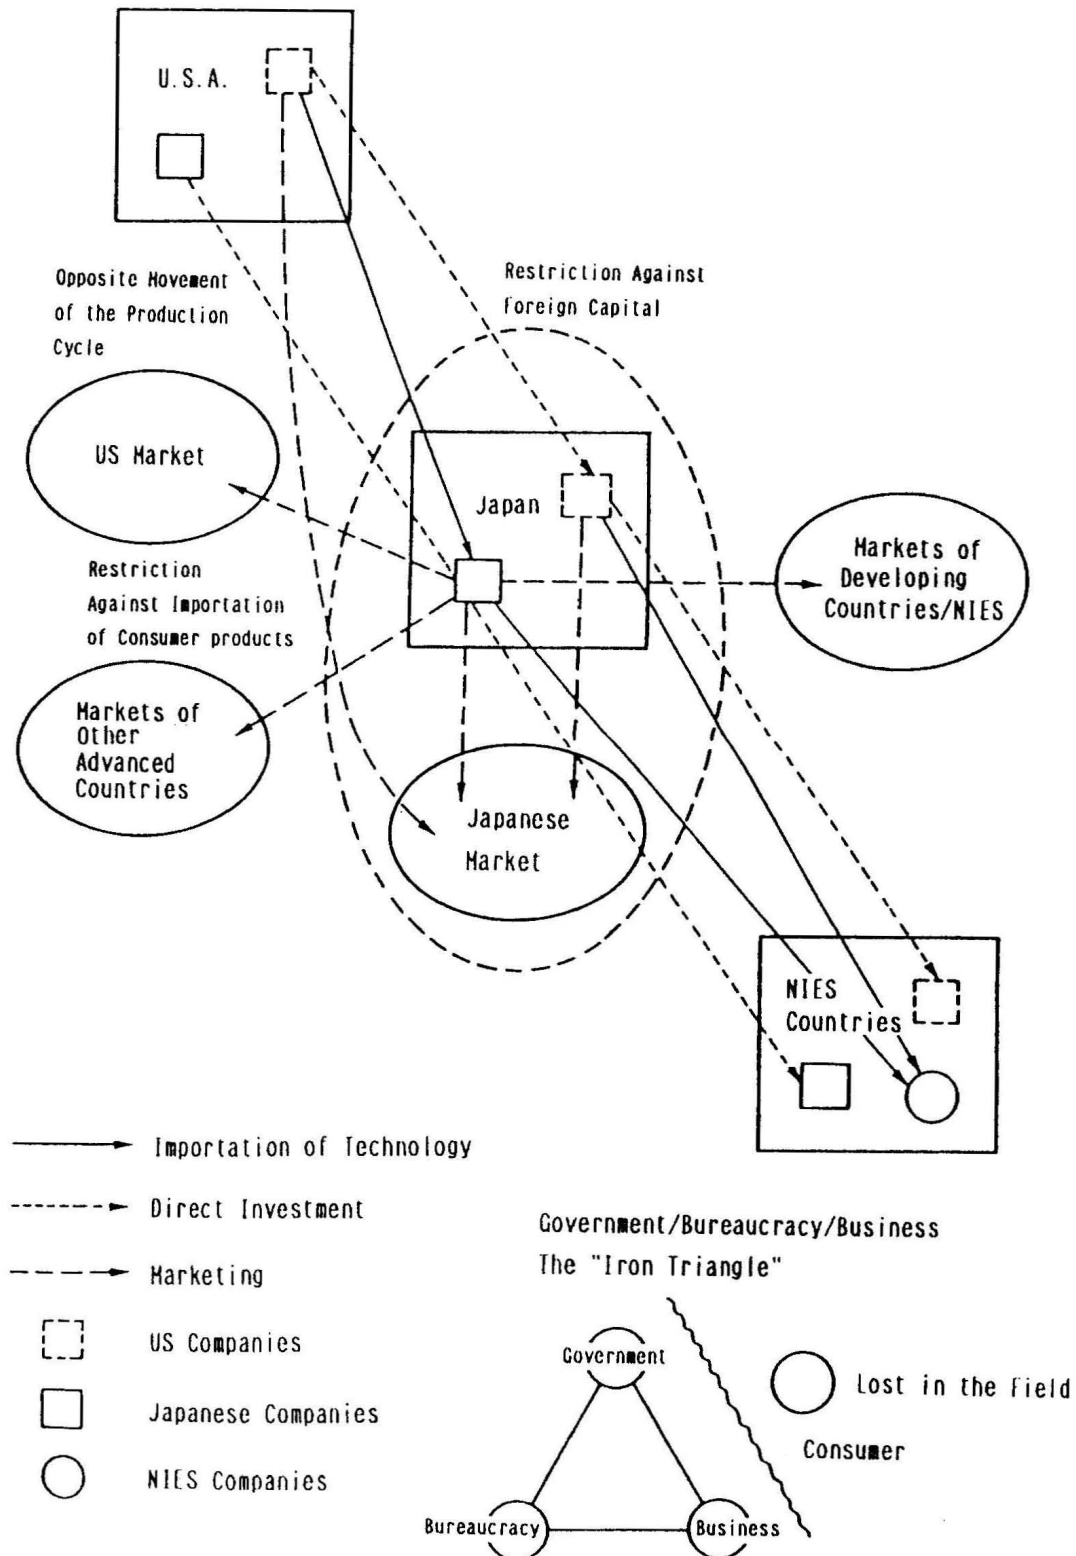 U.S.A.
Opposite Movement
of the Production
Cycle
Restriction Against
Foreign Capital
US Market
Japan
Restriction
Against Importation
of Consumer products
Markets of
Developing
Countries/NIES
Markets of
Other
Advanced
Countries
Japanese
Market
NIES
Countries
Importation of Technology
Direct Investment
Marketing
US Companies
Japanese Companies
NIES Companies
Government/Bureaucracy/Business
The "Iron Triangle"
Government
Bureaucracy
Business
Lost in the Field
Consumer